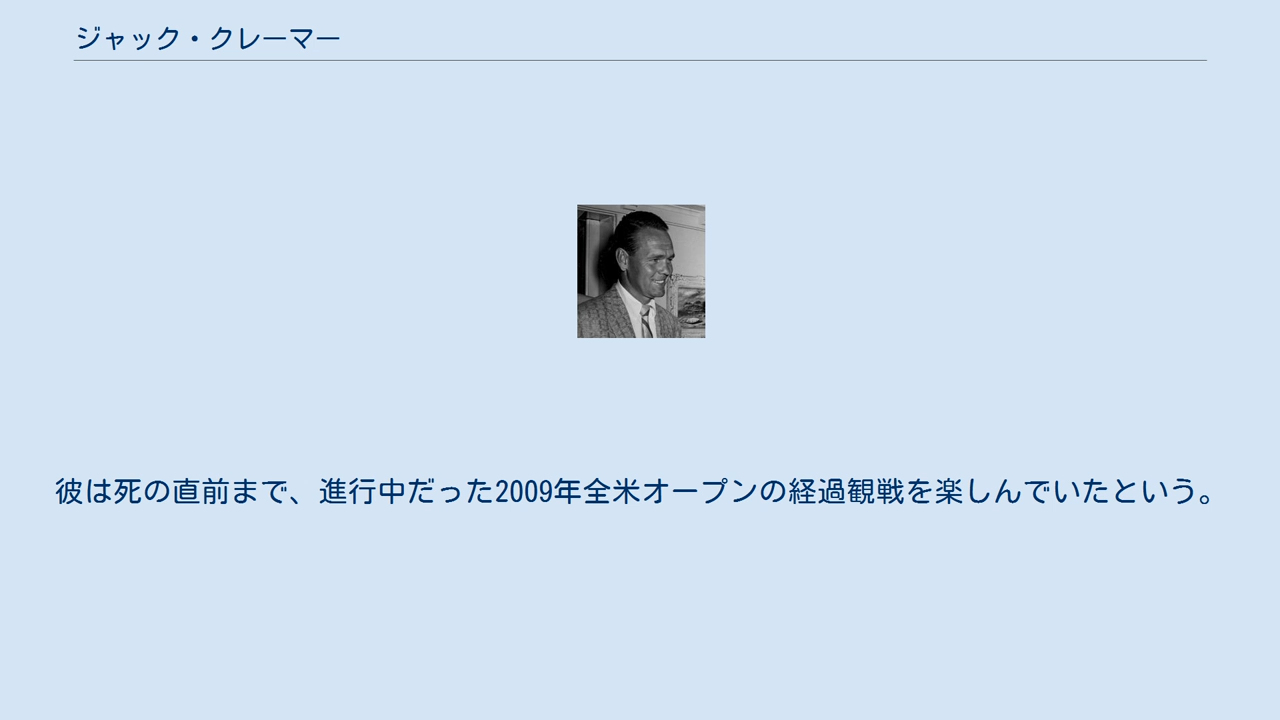 ジャック・クレーマー
彼は死の直前まで、進行中だった2009年全米オープンの経過観戦を楽しんでいたという。